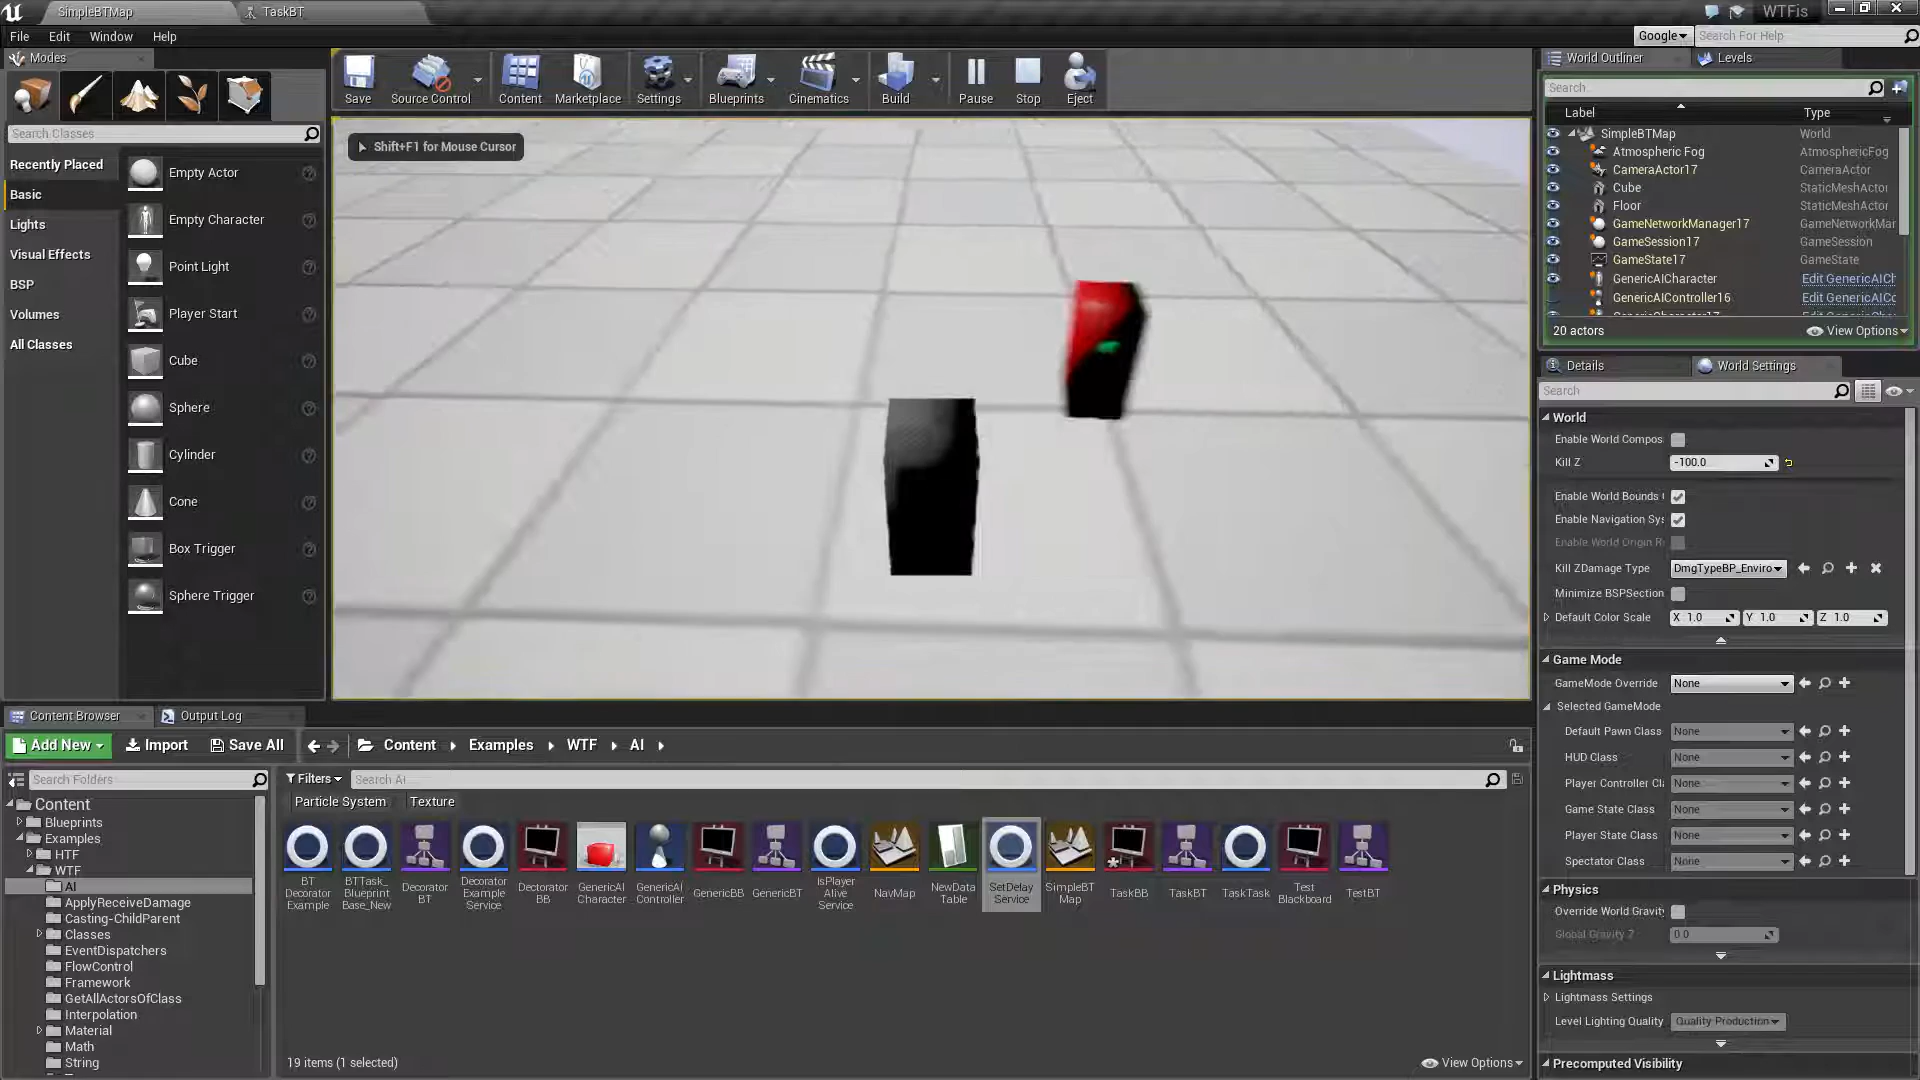 SimpleBTMap
TaskBT
WTFis
File Edit Window Help
Google
Search For Help
Modes
Save
Source Control
Content
Marketplace
Settings
Blueprints
Cinematics
Build
Pause
Stop
Eject
Search Classes
Recently Placed
Basic
Lights
Visual Effects
BSP
Volumes
All Classes
Empty Actor
Empty Character
Point Light
Player Start
Cube
Sphere
Cylinder
Cone
Box Trigger
Sphere Trigger
Shift+F1 for Mouse Cursor
World Outliner
Levels
Search
Label Type
SimpleBTMap World
Atmospheric Fog AtmosphericFog
CameraActor17 CameraActor
Cube StaticMeshActor
Floor StaticMeshActor
GameNetworkManager17 GameNetworkMar
GameSession17 GameSession
GameState17 GameState
GenericAICharacter Edit GenericAICh
GenericAIController16 Edit GenericAICo
20 actors
View Options
Details
World Settings
Search
World
Enable World Compos
Kill Z -100.0
Enable World Bounds
Enable Navigation Sys
Enable World Origin R
Kill ZDamage Type DmgTypeBP_Enviro
Minimize BSPSection
Default Color Scale X 1.0 Y 1.0 Z 1.0
Game Mode
GameMode Override None
Selected GameMode
Default Pawn Class None
HUD Class None
Player Controller Cl None
Game State Class None
Player State Class None
Spectator Class None
Physics
Override World Gravit
Global Gravity Z 0.0
Lightmass
Lightmass Settings
Level Lighting Quality Quality Production
Precomputed Visibility
Content Browser
Output Log
Add New
Import
Save All
Content Examples WTF AI
Search Folders
Filters
Search AI
Particle System
Texture
Content
Blueprints
Examples
HTF
WTF
AI
ApplyReceiveDamage
Casting-ChildParent
Classes
EventDispatchers
FlowControl
Framework
GetAllActorsOfClass
Interpolation
Material
Math
String
BT
Decorator
Example
BTTask_
Blueprint
Base_New
Decorator
BT
Decorator
Example
Service
Dectorator
BB
GenericAI
Character
GenericAI
Controller
GenericBB
GenericBT
IsPlayer
Alive
Service
NavMap
NewData
Table
SetDelay
Service
SimpleBT
Map
TaskBB
TaskBT
TaskTask
Test
Blackboard
TestBT
19 items (1 selected)
View Options